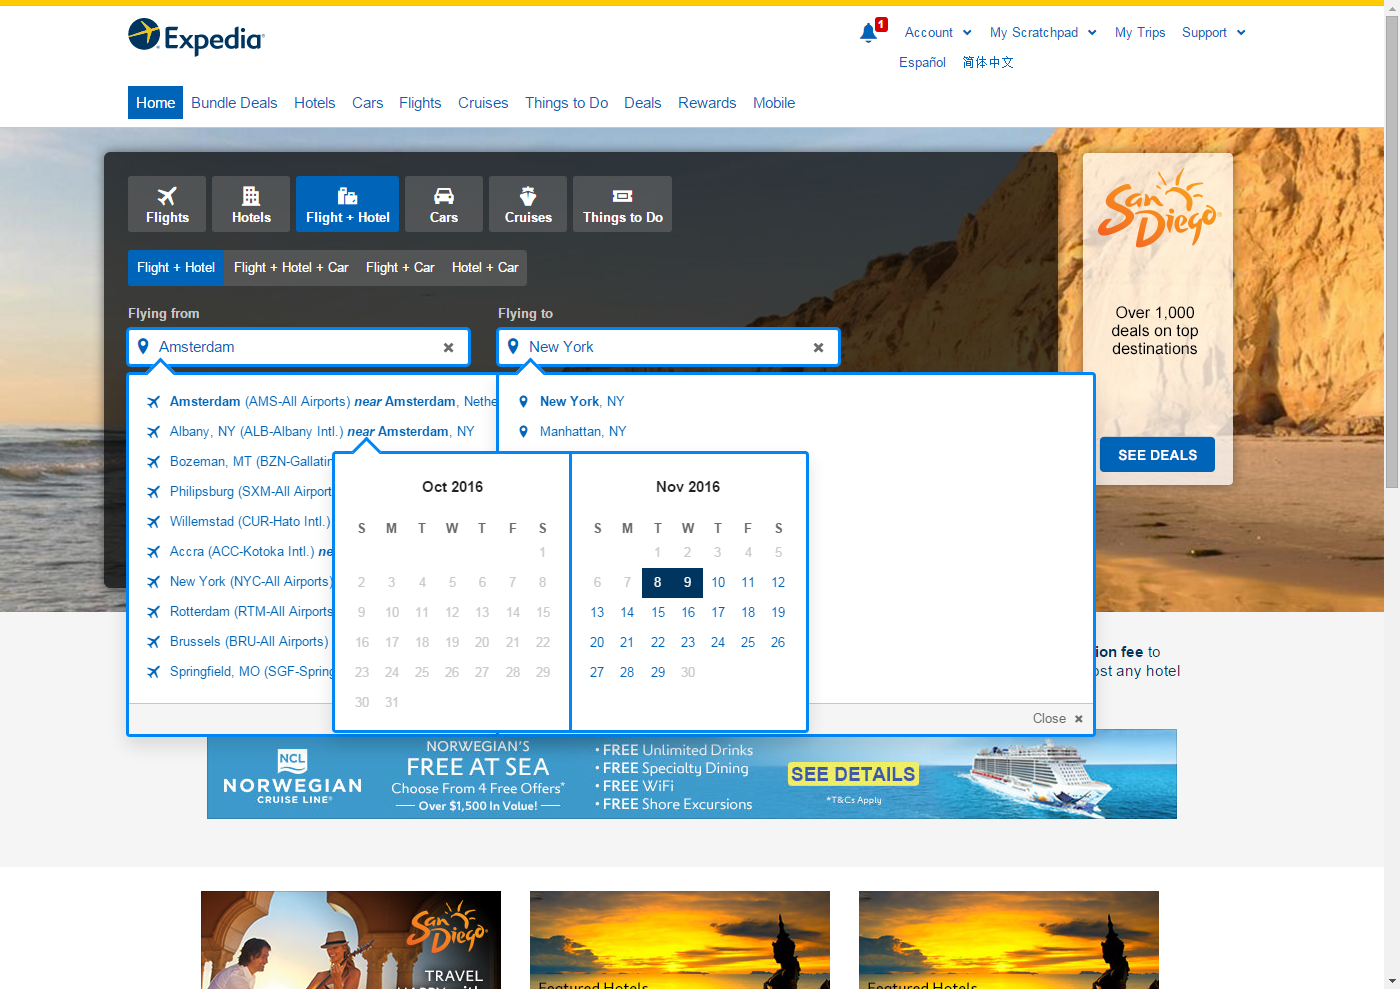 Expedia
1
Account
My Scratchpad
My Trips
Support
Español
简体中文
Home
Bundle Deals
Hotels
Cars
Flights
Cruises
Things to Do
Deals
Rewards
Mobile
Flights
Hotels
Flight + Hotel
Cars
Cruises
Things to Do
Flight + Hotel
Flight + Hotel + Car
Flight + Car
Hotel + Car
Flying from
Flying to
Amsterdam
New York
Amsterdam (AMS-All Airports) near Amsterdam, Nethe
Albany, NY (ALB-Albany Intl.) near Amsterdam, NY
Bozeman, MT (BZN-Gallatin
Philipsburg (SXM-All Airport
Willemstad (CUR-Hato Intl.)
Accra (ACC-Kotoka Intl.) ne
New York (NYC-All Airports)
Rotterdam (RTM-All Airports
Brussels (BRU-All Airports)
Springfield, MO (SGF-Spring
New York, NY
Manhattan, NY
Oct 2016
S M T W T F S
1
2 3 4 5 6 7 8
9 10 11 12 13 14 15
16 17 18 19 20 21 22
23 24 25 26 27 28 29
30 31
Nov 2016
S M T W T F S
1 2 3 4 5
6 7 8 9 10 11 12
13 14 15 16 17 18 19
20 21 22 23 24 25 26
27 28 29 30
Close
San Diego
Over 1,000
deals on top
destinations
SEE DEALS
ion fee to
ost any hotel
NCL
NORWEGIAN
CRUISE LINE®
NORWEGIAN'S
FREE AT SEA
Choose From 4 Free Offers*
Over $1,500 In Value!
• FREE Unlimited Drinks
• FREE Specialty Dining
• FREE WiFi
• FREE Shore Excursions
SEE DETAILS
*T&Cs Apply
San Diego
TRAVEL
Featured Hotels
Featured Hotels